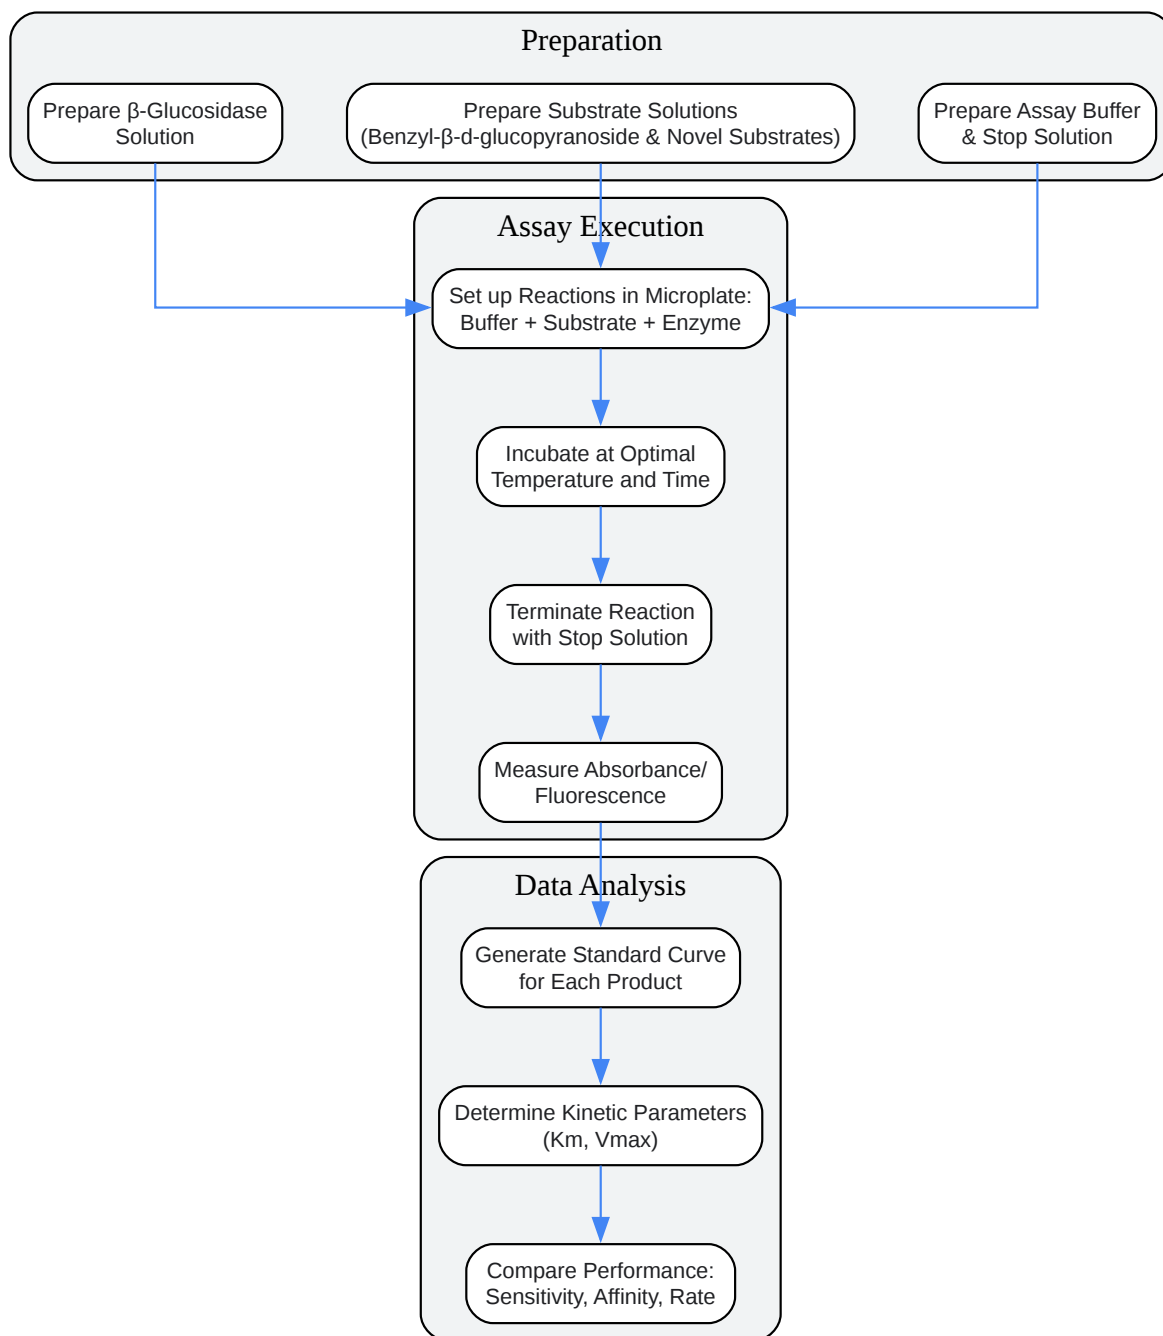 Preparation
Prepare β-Glucosidase
Solution
Prepare Substrate Solutions
(Benzyl-β-d-glucopyranoside & Novel Substrates)
Prepare Assay Buffer
& Stop Solution
Assay Execution
Set up Reactions in Microplate:
Buffer + Substrate + Enzyme
Incubate at Optimal
Temperature and Time
Terminate Reaction
with Stop Solution
Measure Absorbance/
Fluorescence
Data Analysis
Generate Standard Curve
for Each Product
Determine Kinetic Parameters
(Km, Vmax)
Compare Performance:
Sensitivity, Affinity, Rate